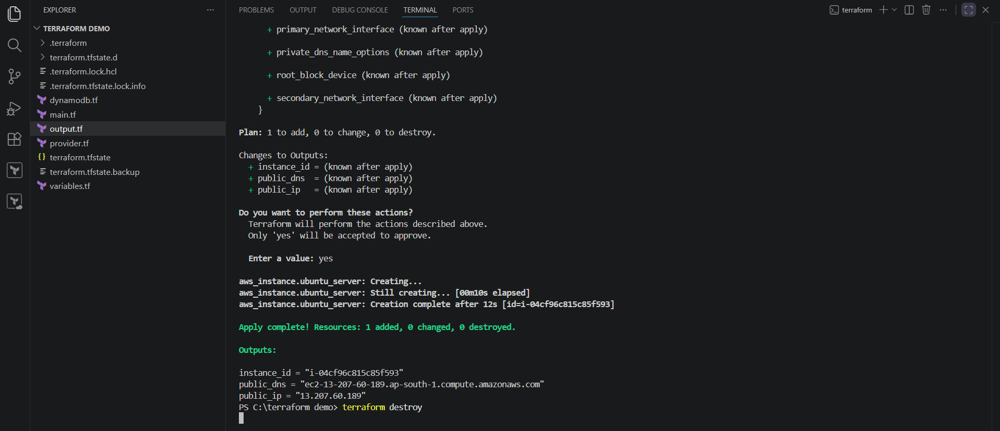 EXPLORER
TERRAFORM DEMO
.terraform
terraform.tfstate.d
.terraform.lock.hcl
.terraform.tfstate.lock.info
dynamodb.tf
main.tf
output.tf
provider.tf
{} terraform.tfstate
terraform.tfstate.backup
variables.tf
PROBLEMS OUTPUT DEBUG CONSOLE TERMINAL PORTS
terraform
+ primary_network_interface (known after apply)
+ private_dns_name_options (known after apply)
+ root_block_device (known after apply)
+ secondary_network_interface (known after apply)
}
Plan: 1 to add, 0 to change, 0 to destroy.
Changes to Outputs:
+ instance_id = (known after apply)
+ public_dns  = (known after apply)
+ public_ip   = (known after apply)
Do you want to perform these actions?
Terraform will perform the actions described above.
Only 'yes' will be accepted to approve.
Enter a value: yes
aws_instance.ubuntu_server: Creating...
aws_instance.ubuntu_server: Still creating... [00m10s elapsed]
aws_instance.ubuntu_server: Creation complete after 12s [id=i-04cf96c815c85f593]
Apply complete! Resources: 1 added, 0 changed, 0 destroyed.
Outputs:
instance_id = "i-04cf96c815c85f593"
public_dns = "ec2-13-207-60-189.ap-south-1.compute.amazonaws.com"
public_ip = "13.207.60.189"
PS C:\terraform demo> terraform destroy